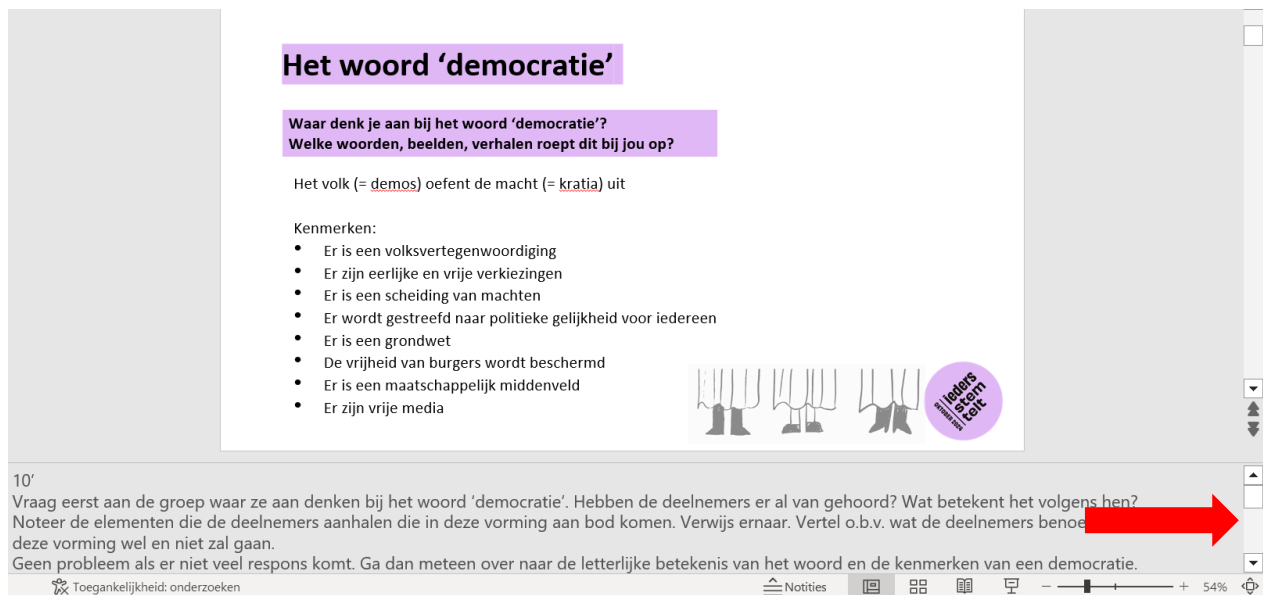 Het woord ‘democratie’
Waar denk je aan bij het woord ‘democratie’?
Welke woorden, beelden, verhalen roept dit bij jou op?
Het volk (= demos) oefent de macht (= kratia) uit
Kenmerken:
• Er is een volksvertegenwoordiging
• Er zijn eerlijke en vrije verkiezingen
• Er is een scheiding van machten
• Er wordt gestreefd naar politieke gelijkheid voor iedereen
• Er is een grondwet
• De vrijheid van burgers wordt beschermd
• Er is een maatschappelijk middenveld
• Er zijn vrije media
ieders
stem
telt
OKTOBER 2024
10’
Vraag eerst aan de groep waar ze aan denken bij het woord ‘democratie’. Hebben de deelnemers er al van gehoord? Wat betekent het volgens hen?
Noteer de elementen die de deelnemers aanhalen die in deze vorming aan bod komen. Verwijs ernaar. Vertel o.b.v. wat de deelnemers
deze vorming wel en niet zal gaan.
Geen probleem als er niet veel respons komt. Ga dan meteen over naar de letterlijke betekenis van het woord en de kenmerken van een democratie.
Toegankelijkheid: onderzoeken
Notities
54%